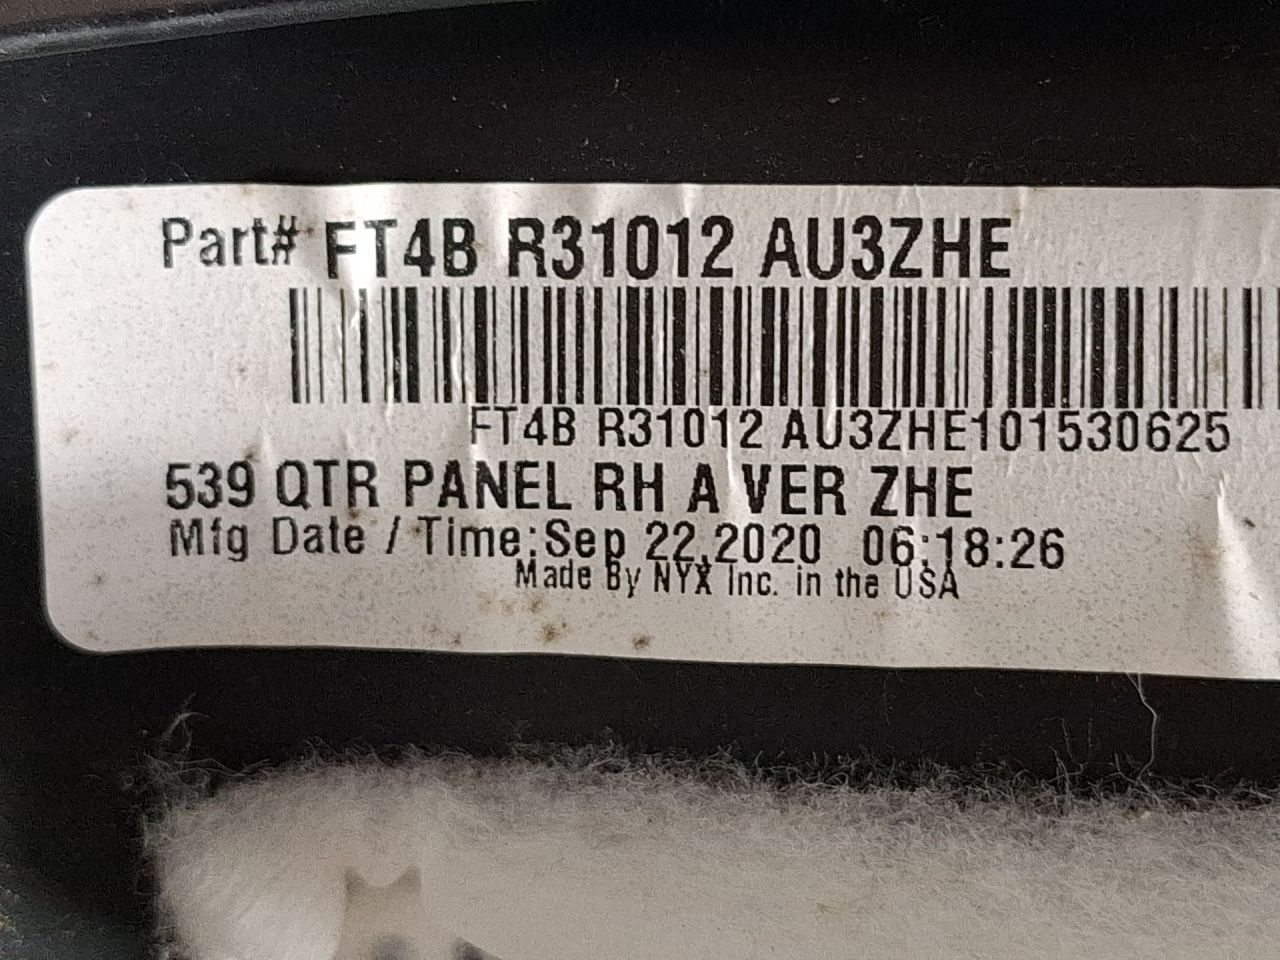 Part# FT4B R31012 AU3ZHE
FT4B R31012 AU3ZHE101530625
539 QTR PANEL RH A VER ZHE
Mfg Date / Time:Sep 22,2020 06:18:26
Made By NYX Inc. in the USA